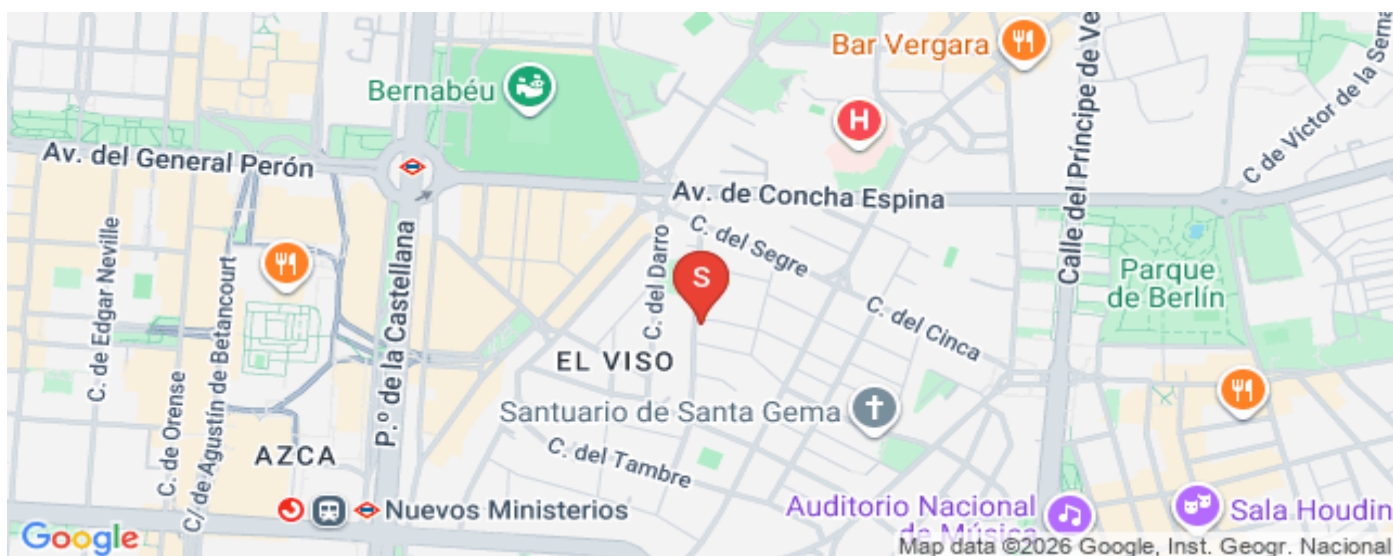 Bar Vergara
Bernabéu
H
Calle del Príncipe de Ve
C de Víctor de la Serna
Av. del General Perón
Av. de Concha Espina
C. del Segre
C. del Darro
S
Parque
de Berlín
C. de Edgar Neville
C/ de Agustín de Betancourt
P.º de la Castellana
C. del Cinca
EL VISO
C. de Orense
Santuario de Santa Gema
AZCA
C. del Tambre
Nuevos Ministerios
Auditorio Nacional
de Música
Sala Houdin
Google
Map data ©2026 Google, Inst. Geogr. Nacional